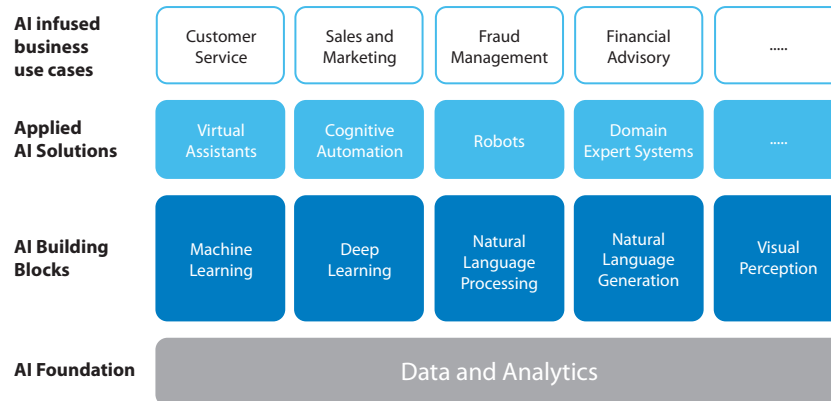 AI infused
business
use cases
Customer
Service
Sales and
Marketing
Fraud
Management
Financial
Advisory
.....
Applied
AI Solutions
Virtual
Assistants
Cognitive
Automation
Robots
Domain
Expert Systems
.....
AI Building
Blocks
Machine
Learning
Deep
Learning
Natural
Language
Processing
Natural
Language
Generation
Visual
Perception
AI Foundation
Data and Analytics